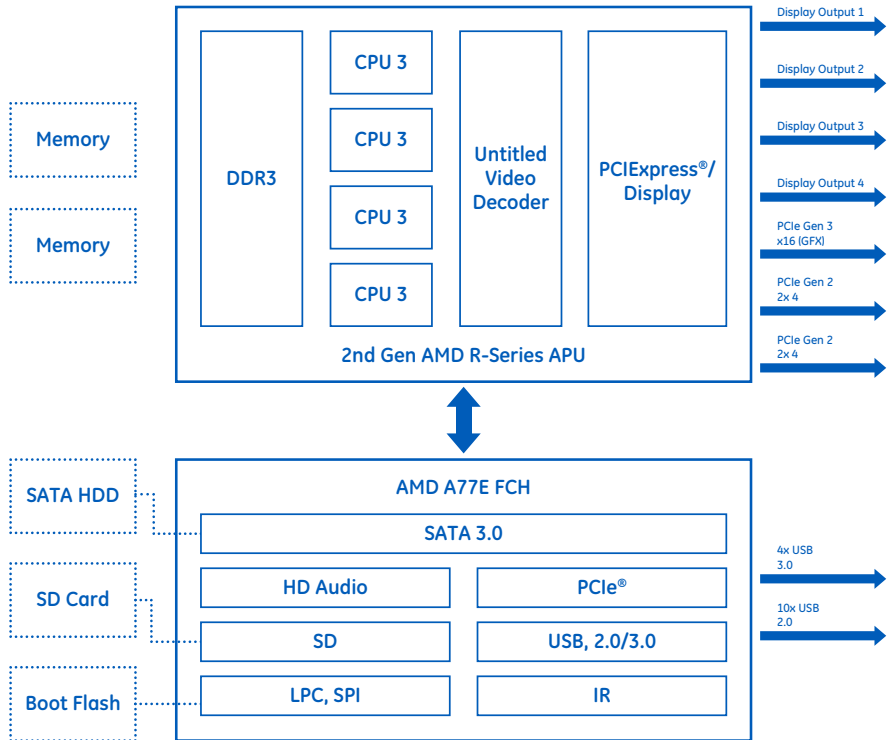 Display Output 1
Display Output 2
Display Output 3
Display Output 4
PCIe Gen 3
x16 (GFX)
PCIe Gen 2
2x 4
PCIe Gen 2
2x 4
Memory
Memory
DDR3
CPU 3
CPU 3
CPU 3
CPU 3
Untitled
Video
Decoder
PCIExpress®/
Display
2nd Gen AMD R-Series APU
AMD A77E FCH
SATA HDD
SD Card
Boot Flash
SATA 3.0
HD Audio
PCIe®
SD
USB, 2.0/3.0
LPC, SPI
IR
4x USB
3.0
10x USB
2.0